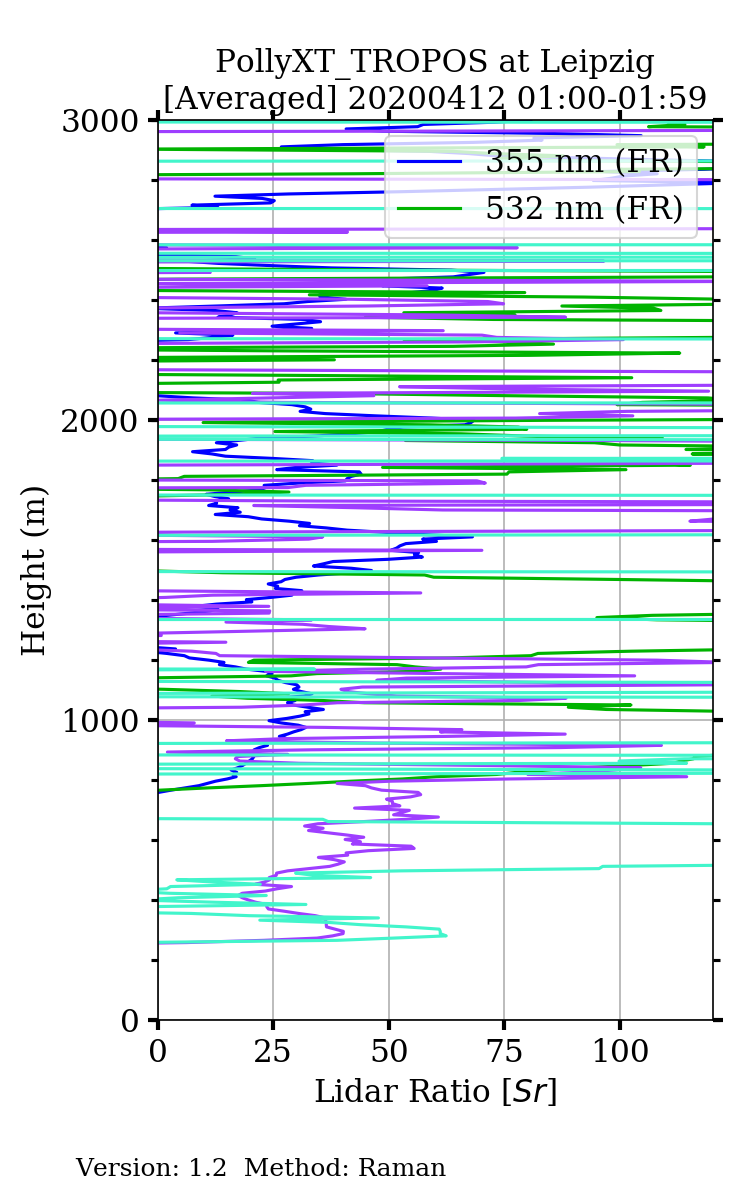 PollyXT_TROPOS at Leipzig
[Averaged] 20200412 01:00-01:59
3000
355 nm (FR)
532 nm (FR)
2000
Height (m)
1000
0
0 25 50 75 100
Lidar Ratio [Sr]
Version: 1.2 Method: Raman